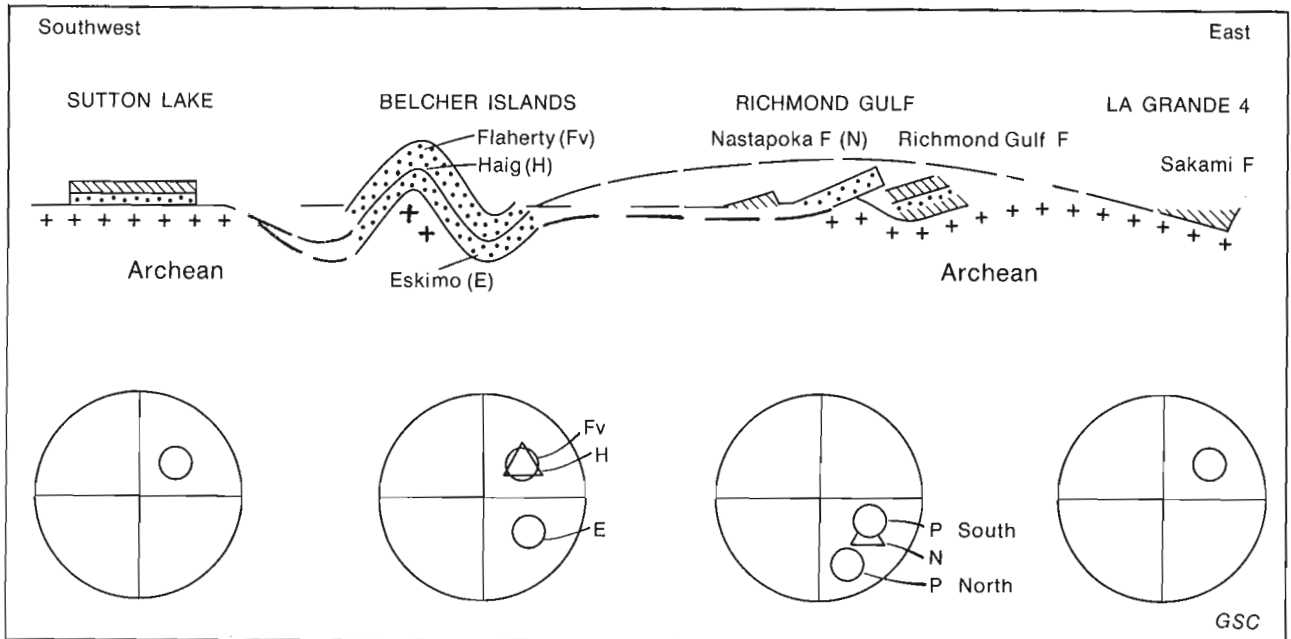 Southwest
East
SUTTON LAKE
BELCHER ISLANDS
RICHMOND GULF
LA GRANDE 4
Flaherty (Fv)
Haig (H)
Nastapoka F (N)
Richmond Gulf F
Sakami F
Archean
Eskimo (E)
Archean
Fv
H
E
P South
N
P North
GSC